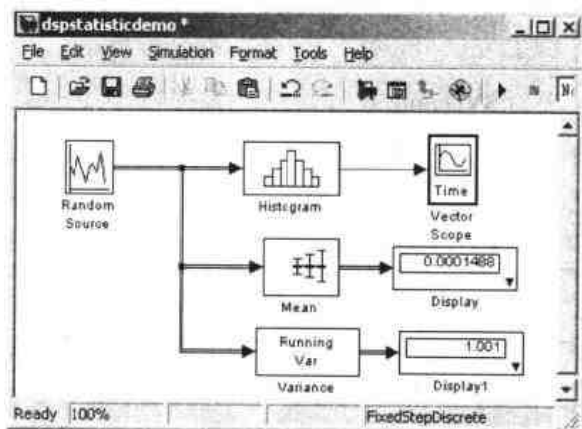 dspstatisticdemo *
File Edit View Simulation Format Tools Help
Random
Source
Histogram
Time
Vector
Scope
Mean
0.0001488
Display
Running
Var
Variance
1.001
Display1
Ready 100% FixedStepDiscrete